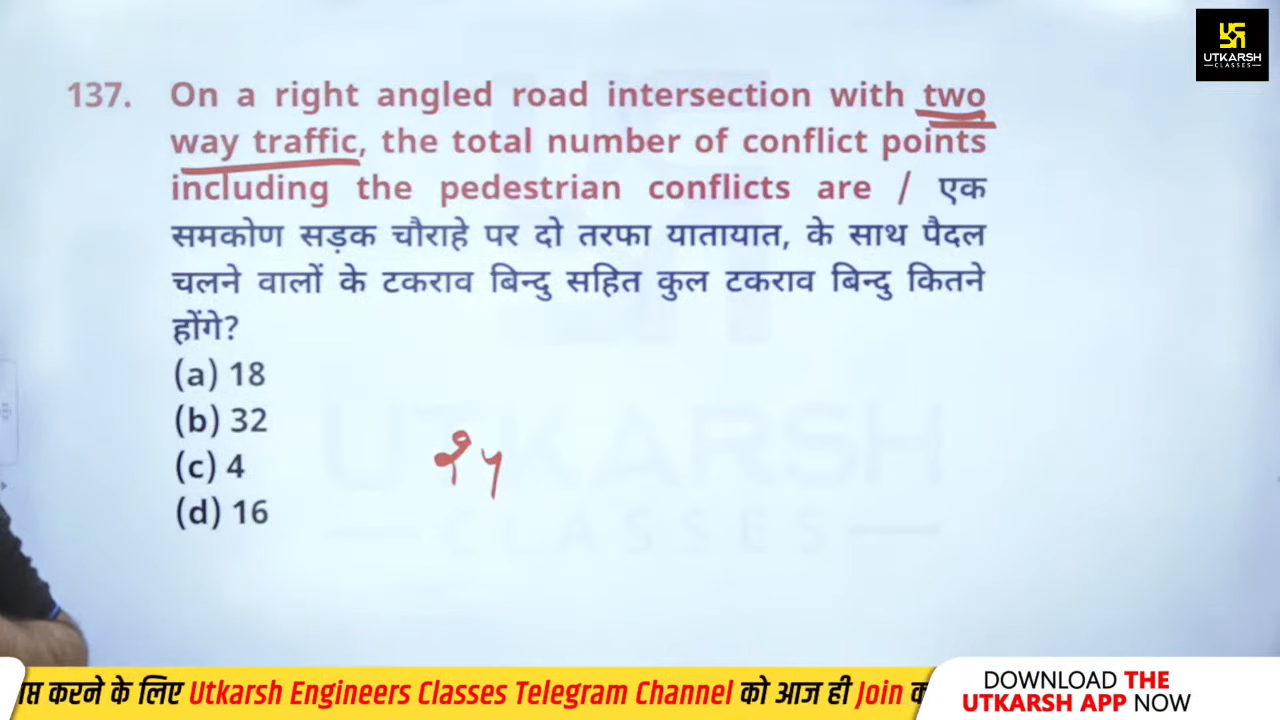 UTKARSH
CLASSES
137. On a right angled road intersection with two
way traffic, the total number of conflict points
including the pedestrian conflicts are / एक
समकोण सड़क चौराहे पर दो तरफा यातायात, के साथ पैदल
चलने वालों के टकराव बिन्दु सहित कुल टकराव बिन्दु कितने
होंगे?
(a) 18
(b) 32
(c) 4
(d) 16
UTKARSH
CLASSES
करने के लिए Utkarsh Engineers Classes Telegram Channel को आज ही Join
DOWNLOAD THE
UTKARSH APP NOW